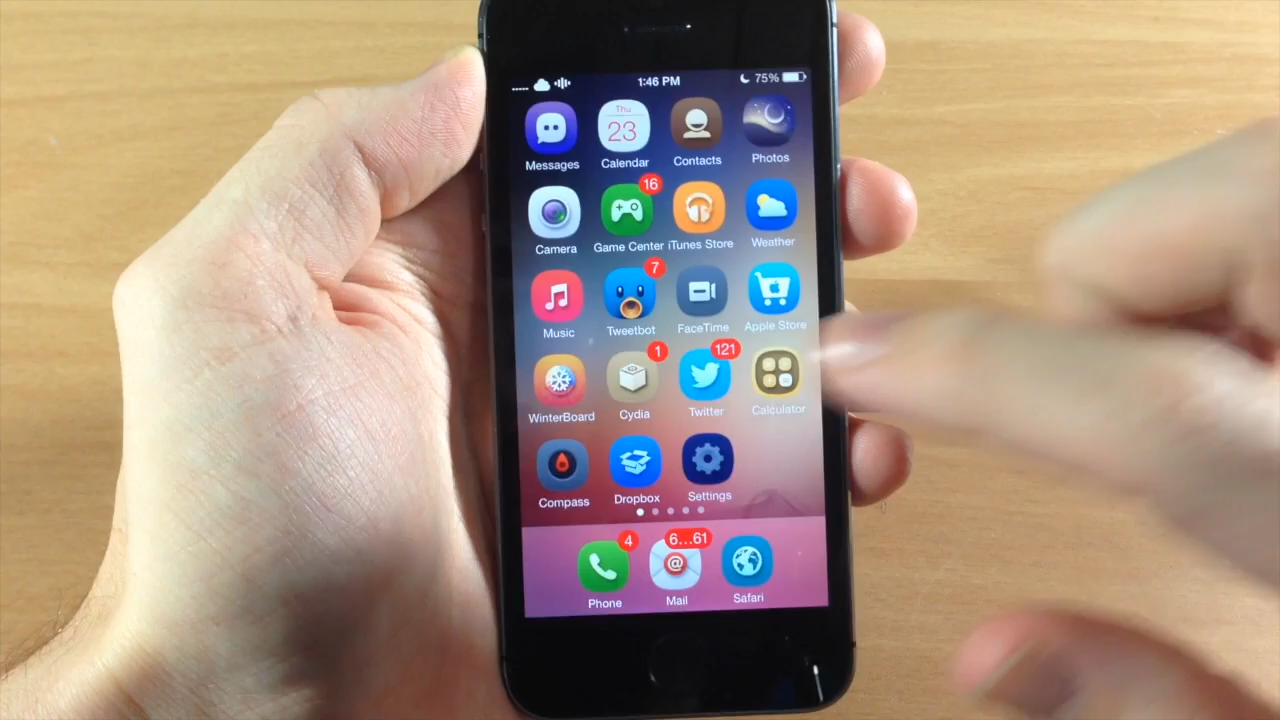 1:46 PM 75%
Thu
23
Messages Calendar Contacts Photos
16
Camera Game Center iTunes Store Weather
7
Music Tweetbot FaceTime Apple Store
1 121
WinterBoard Cydia Twitter Calculator
Compass Dropbox Settings
4 6...61
@
Phone Mail Safari